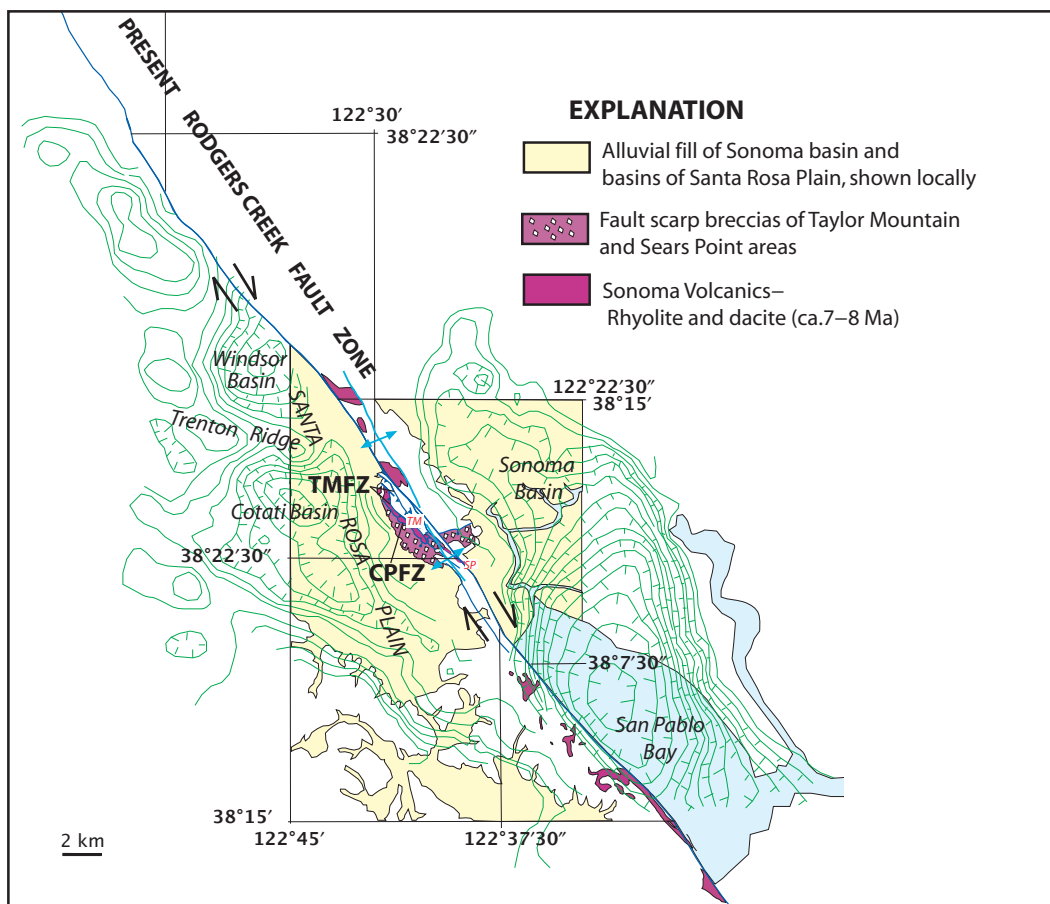 PRESENT RODGERS CREEK FAULT ZONE
122°30′
38°22′30″
EXPLANATION
Alluvial fill of Sonoma basin and
basins of Santa Rosa Plain, shown locally
Fault scarp breccias of Taylor Mountain
and Sears Point areas
Sonoma Volcanics–
Rhyolite and dacite (ca.7–8 Ma)
Windsor
Basin
122°22′30″
38°15′
SANTA ROSA PLAIN
Trenton Ridge
Sonoma
Basin
TMFZ
Cotati Basin
TM
38°22′30″
CPFZ
SP
38°7′30″
San Pablo
Bay
38°15′
122°45′
122°37′30″
2 km